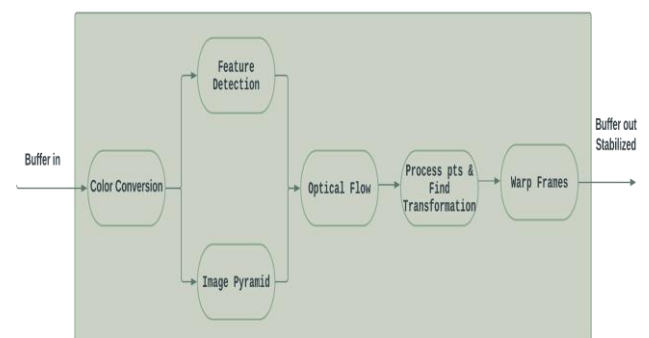 Buffer in
Color Conversion
Feature
Detection
Image Pyramid
Optical Flow
Process pts &
Find
Transformation
Warp Frames
Buffer out
Stabilized